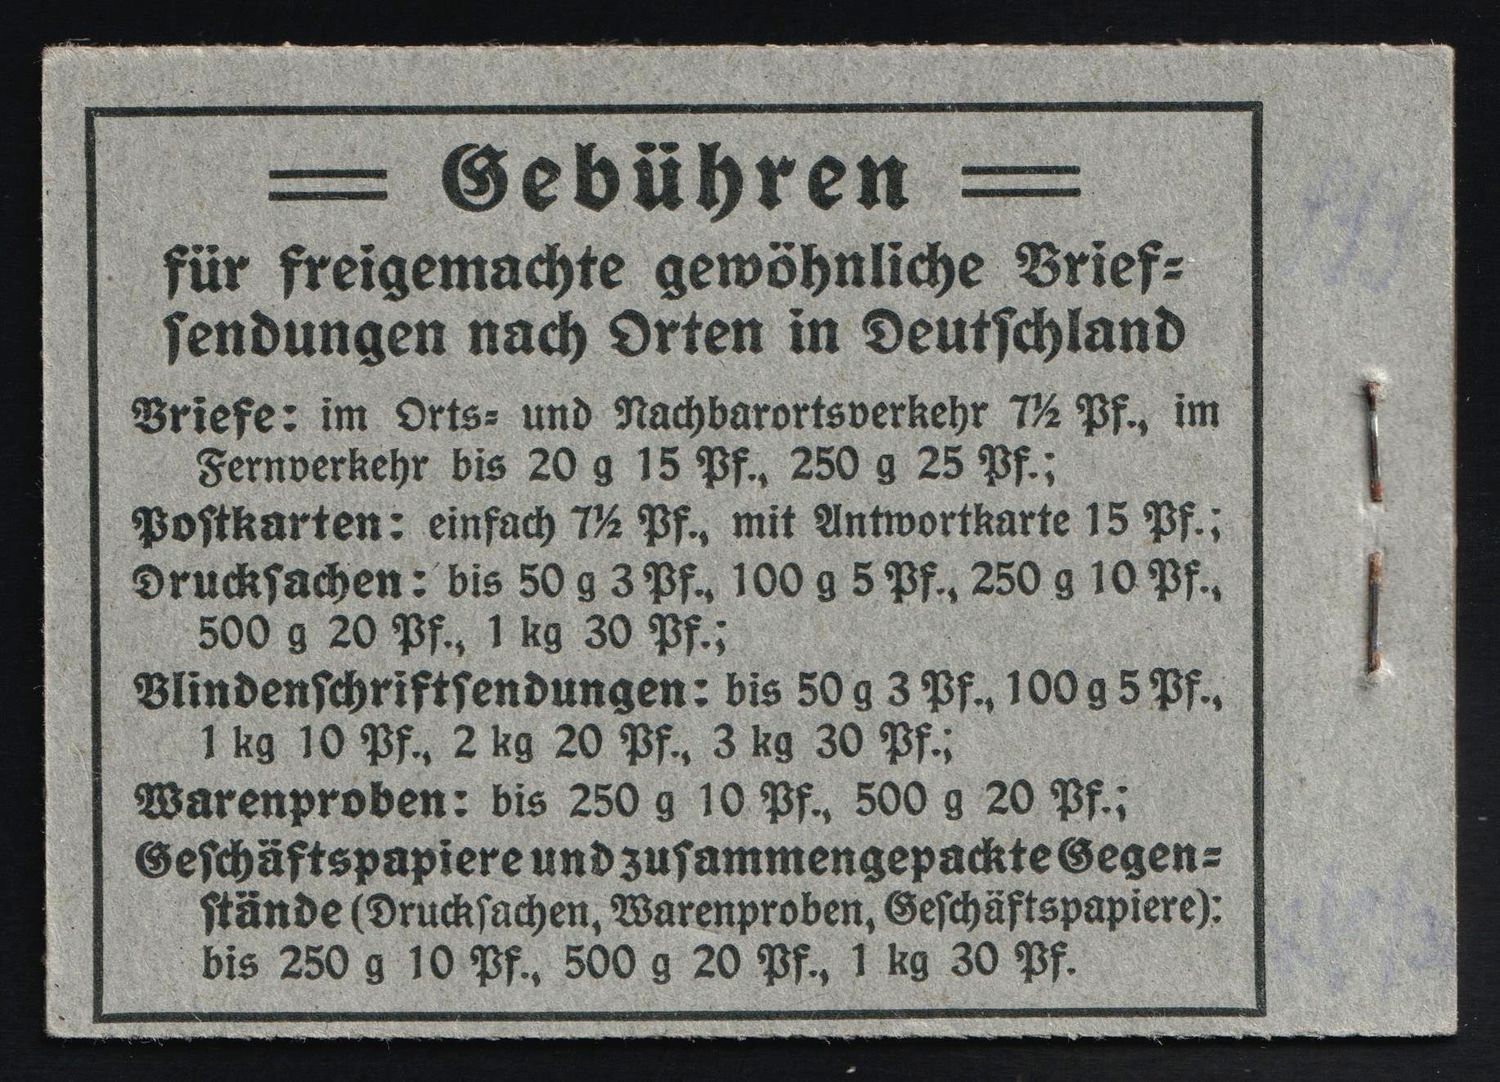 Gebühren
für freigemachte gewöhnliche Brief-
sendungen nach Orten in Deutschland
Briefe: im Orts- und Nachbarortsverkehr 7½ Pf., im
Fernverkehr bis 20 g 15 Pf., 250 g 25 Pf.;
Postkarten: einfach 7½ Pf., mit Antwortkarte 15 Pf.;
Drucksachen: bis 50 g 3 Pf., 100 g 5 Pf., 250 g 10 Pf.,
500 g 20 Pf., 1 kg 30 Pf.;
Blindenschriftsendungen: bis 50 g 3 Pf., 100 g 5 Pf.,
1 kg 10 Pf., 2 kg 20 Pf., 3 kg 30 Pf.;
Warenproben: bis 250 g 10 Pf., 500 g 20 Pf.;
Geschäftspapiere und zusammengepackte Gegen-
stände (Drucksachen, Warenproben, Geschäftspapiere):
bis 250 g 10 Pf., 500 g 20 Pf., 1 kg 30 Pf.